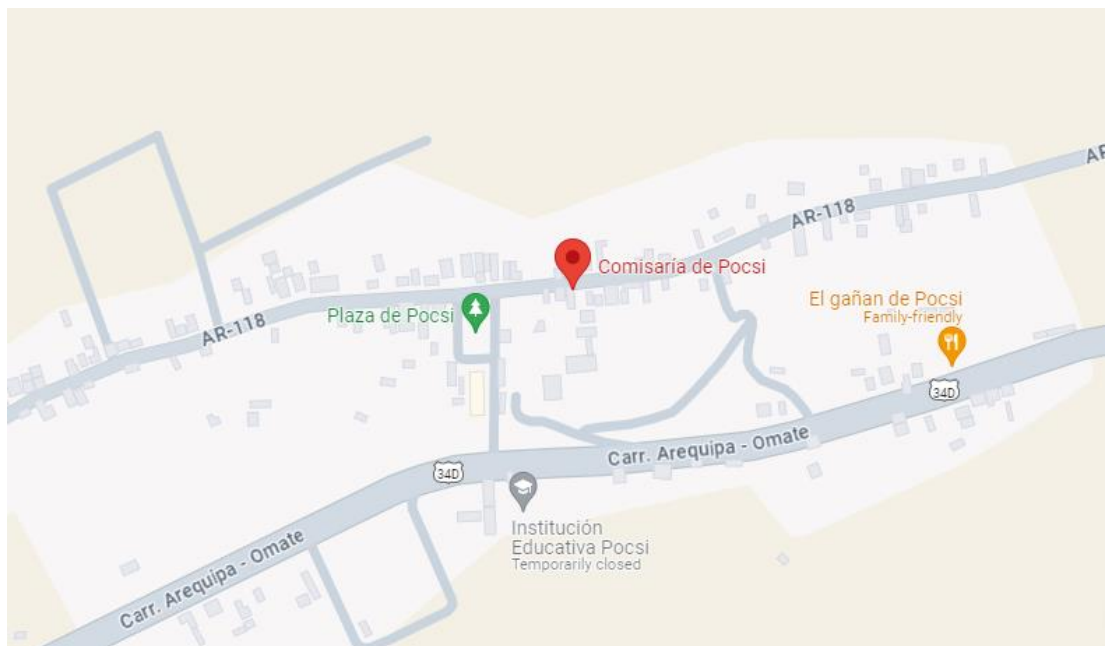 AR
AR-118
Comisaría de Pocsi
El gañan de Pocsi
Family-friendly
Plaza de Pocsi
AR-118
34D
Carr. Arequipa - Omate
34D
Institución
Educativa Pocsi
Temporarily closed
Carr. Arequipa - Omate